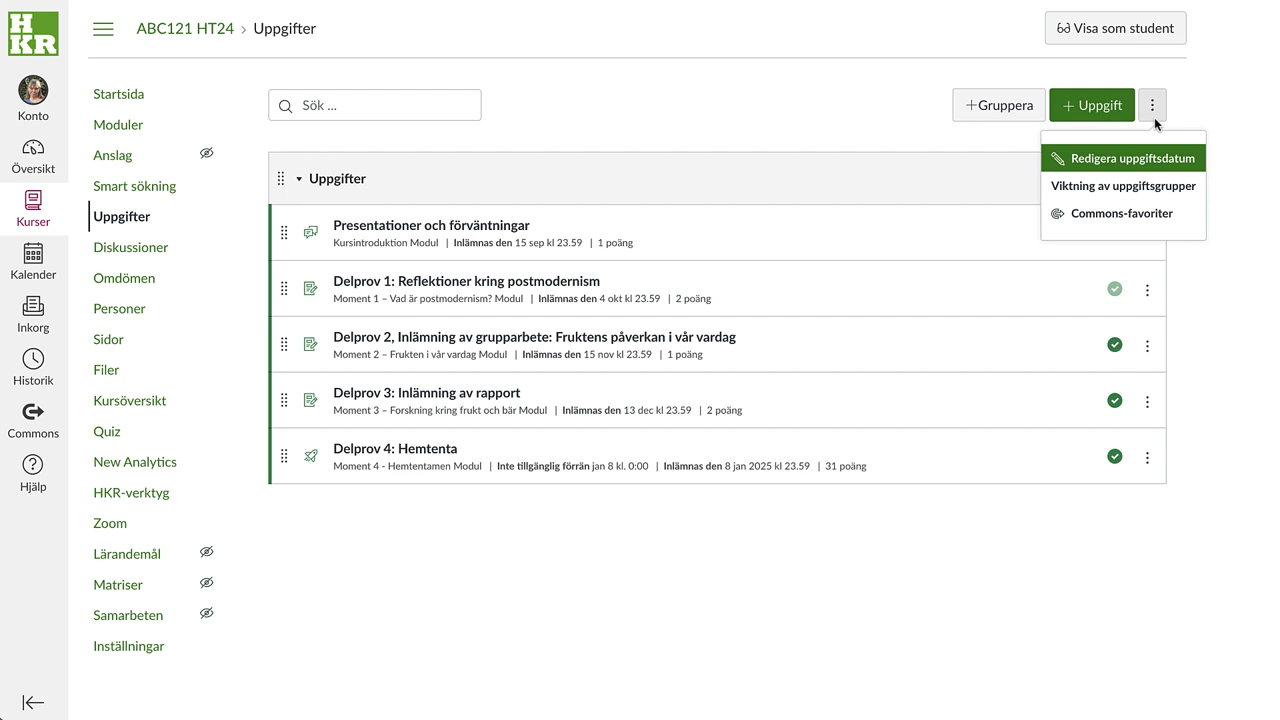 HKR
ABC121 HT24 › Uppgifter
Visa som student
Konto
Översikt
Kurser
Kalender
Inkorg
Historik
Commons
Hjälp
Startsida
Moduler
Anslag
Smart sökning
Uppgifter
Diskussioner
Omdömen
Personer
Sidor
Filer
Kursöversikt
Quiz
New Analytics
HKR-verktyg
Zoom
Lärandemål
Matriser
Samarbeten
Inställningar
Sök ...
+Gruppera
+ Uppgift
Redigera uppgiftsdatum
Viktning av uppgiftsgrupper
Commons-favoriter
Uppgifter
Presentationer och förväntningar
Kursintroduktion Modul | Inlämnas den 15 sep kl 23.59 | 1 poäng
Delprov 1: Reflektioner kring postmodernism
Moment 1 – Vad är postmodernism? Modul | Inlämnas den 4 okt kl 23.59 | 2 poäng
Delprov 2, Inlämning av grupparbete: Fruktens påverkan i vår vardag
Moment 2 – Frukten i vår vardag Modul | Inlämnas den 15 nov kl 23.59 | 1 poäng
Delprov 3: Inlämning av rapport
Moment 3 – Forskning kring frukt och bär Modul | Inlämnas den 13 dec kl 23.59 | 2 poäng
Delprov 4: Hemtenta
Moment 4 - Hemtentamen Modul | Inte tillgänglig förrän jan 8 kl. 0:00 | Inlämnas den 8 jan 2025 kl 23.59 | 31 poäng